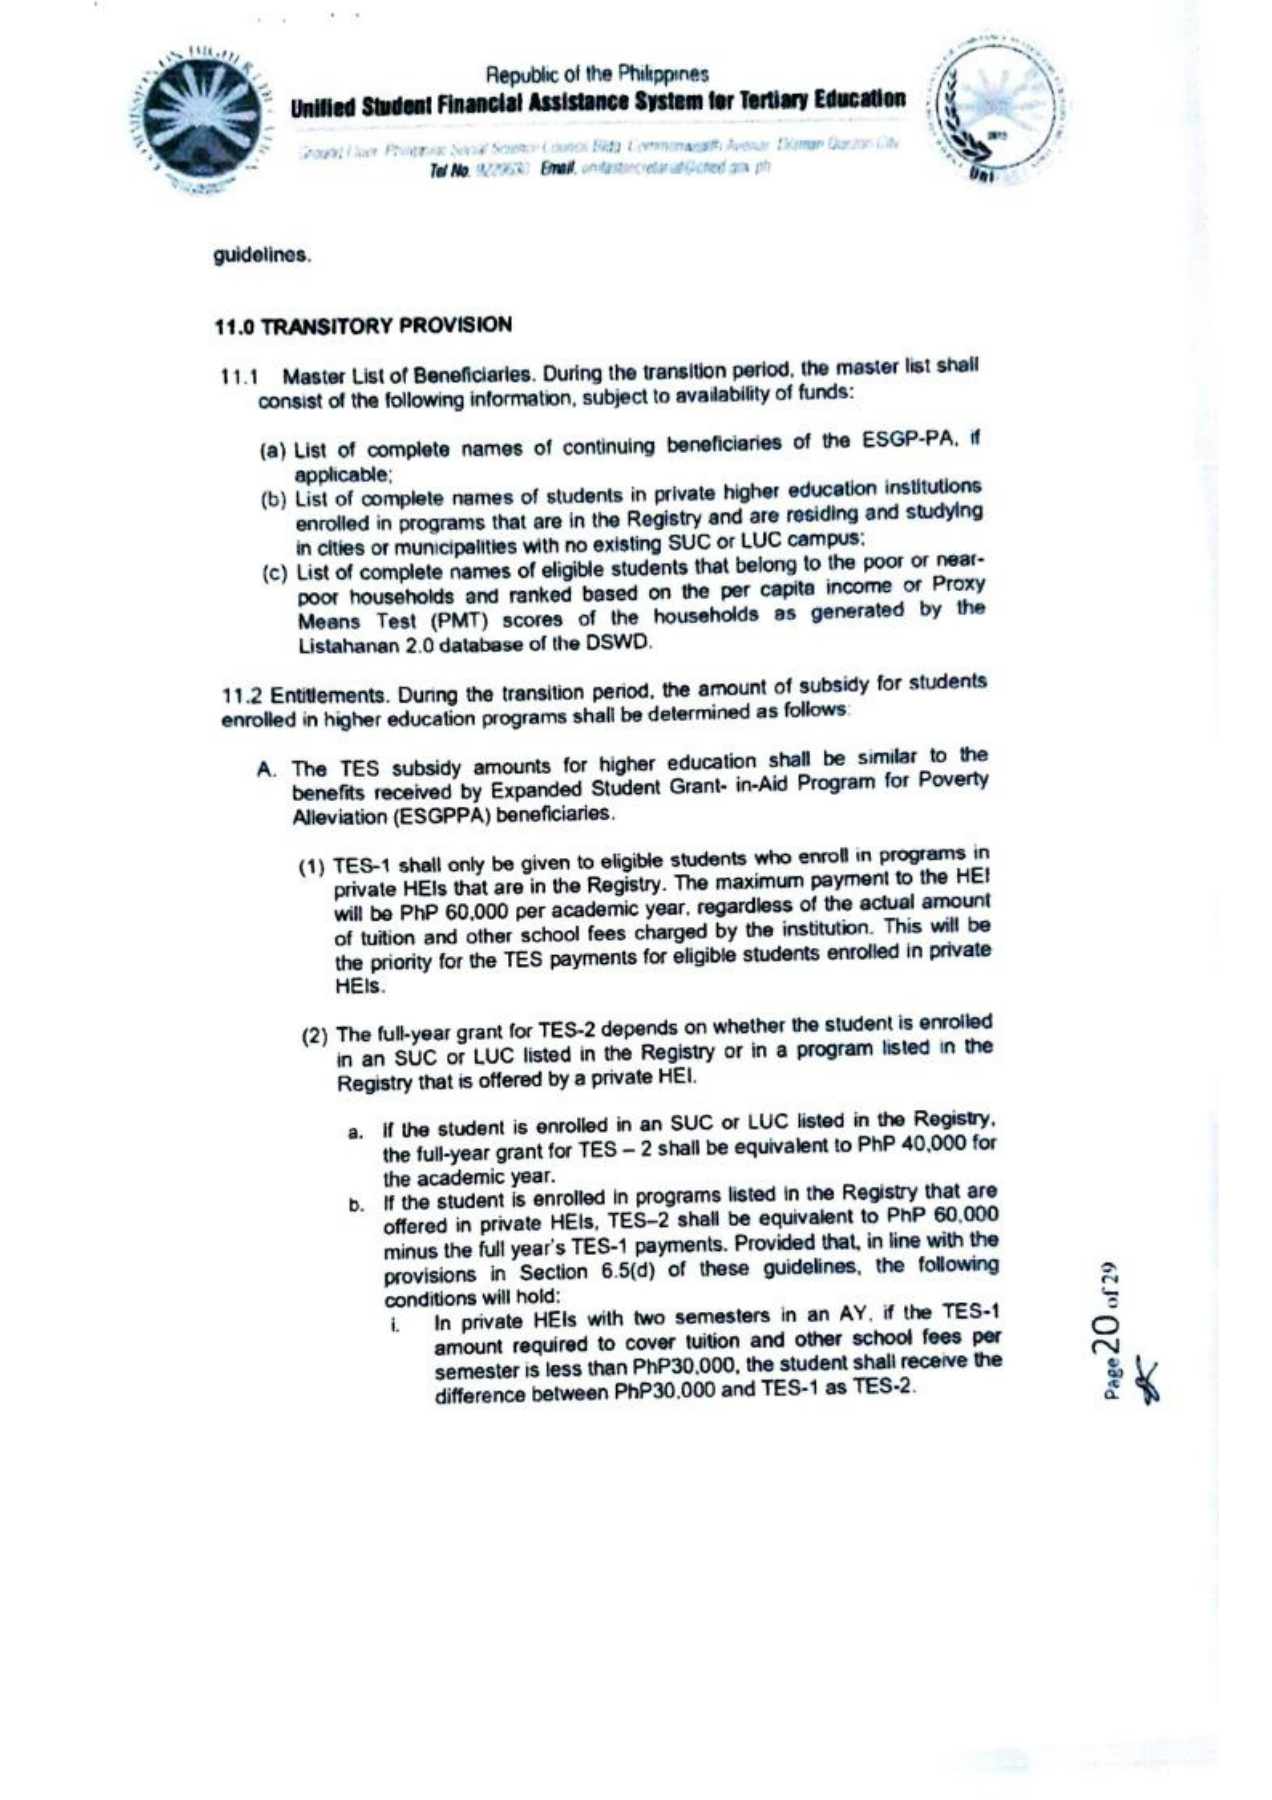 Republic of the Philippines
Unified Student Financial Assistance System for Tertiary Education
Ground Floor Philippine Social Science Council Bldg Commonwealth Avenue Diliman Quezon City
Tel No. Email.
guidelines.
11.0 TRANSITORY PROVISION
11.1 Master List of Beneficiaries. During the transition period, the master list shall
consist of the following information, subject to availability of funds:
(a) List of complete names of continuing beneficiaries of the ESGP-PA, if
applicable;
(b) List of complete names of students in private higher education institutions
enrolled in programs that are in the Registry and are residing and studying
in cities or municipalities with no existing SUC or LUC campus;
(c) List of complete names of eligible students that belong to the poor or near-
poor households and ranked based on the per capita income or Proxy
Means Test (PMT) scores of the households as generated by the
Listahanan 2.0 database of the DSWD.
11.2 Entitlements. During the transition period, the amount of subsidy for students
enrolled in higher education programs shall be determined as follows:
A. The TES subsidy amounts for higher education shall be similar to the
benefits received by Expanded Student Grant- in-Aid Program for Poverty
Alleviation (ESGPPA) beneficiaries.
(1) TES-1 shall only be given to eligible students who enroll in programs in
private HEIs that are in the Registry. The maximum payment to the HEI
will be PhP 60,000 per academic year, regardless of the actual amount
of tuition and other school fees charged by the institution. This will be
the priority for the TES payments for eligible students enrolled in private
HEIs.
(2) The full-year grant for TES-2 depends on whether the student is enrolled
in an SUC or LUC listed in the Registry or in a program listed in the
Registry that is offered by a private HEI.
a. If the student is enrolled in an SUC or LUC listed in the Registry,
the full-year grant for TES – 2 shall be equivalent to PhP 40,000 for
the academic year.
b. If the student is enrolled in programs listed in the Registry that are
offered in private HEIs, TES–2 shall be equivalent to PhP 60,000
minus the full year's TES-1 payments. Provided that, in line with the
provisions in Section 6.5(d) of these guidelines, the following
conditions will hold:
i. In private HEIs with two semesters in an AY, if the TES-1
amount required to cover tuition and other school fees per
semester is less than PhP30,000, the student shall receive the
difference between PhP30,000 and TES-1 as TES-2.
Page 20 of 29